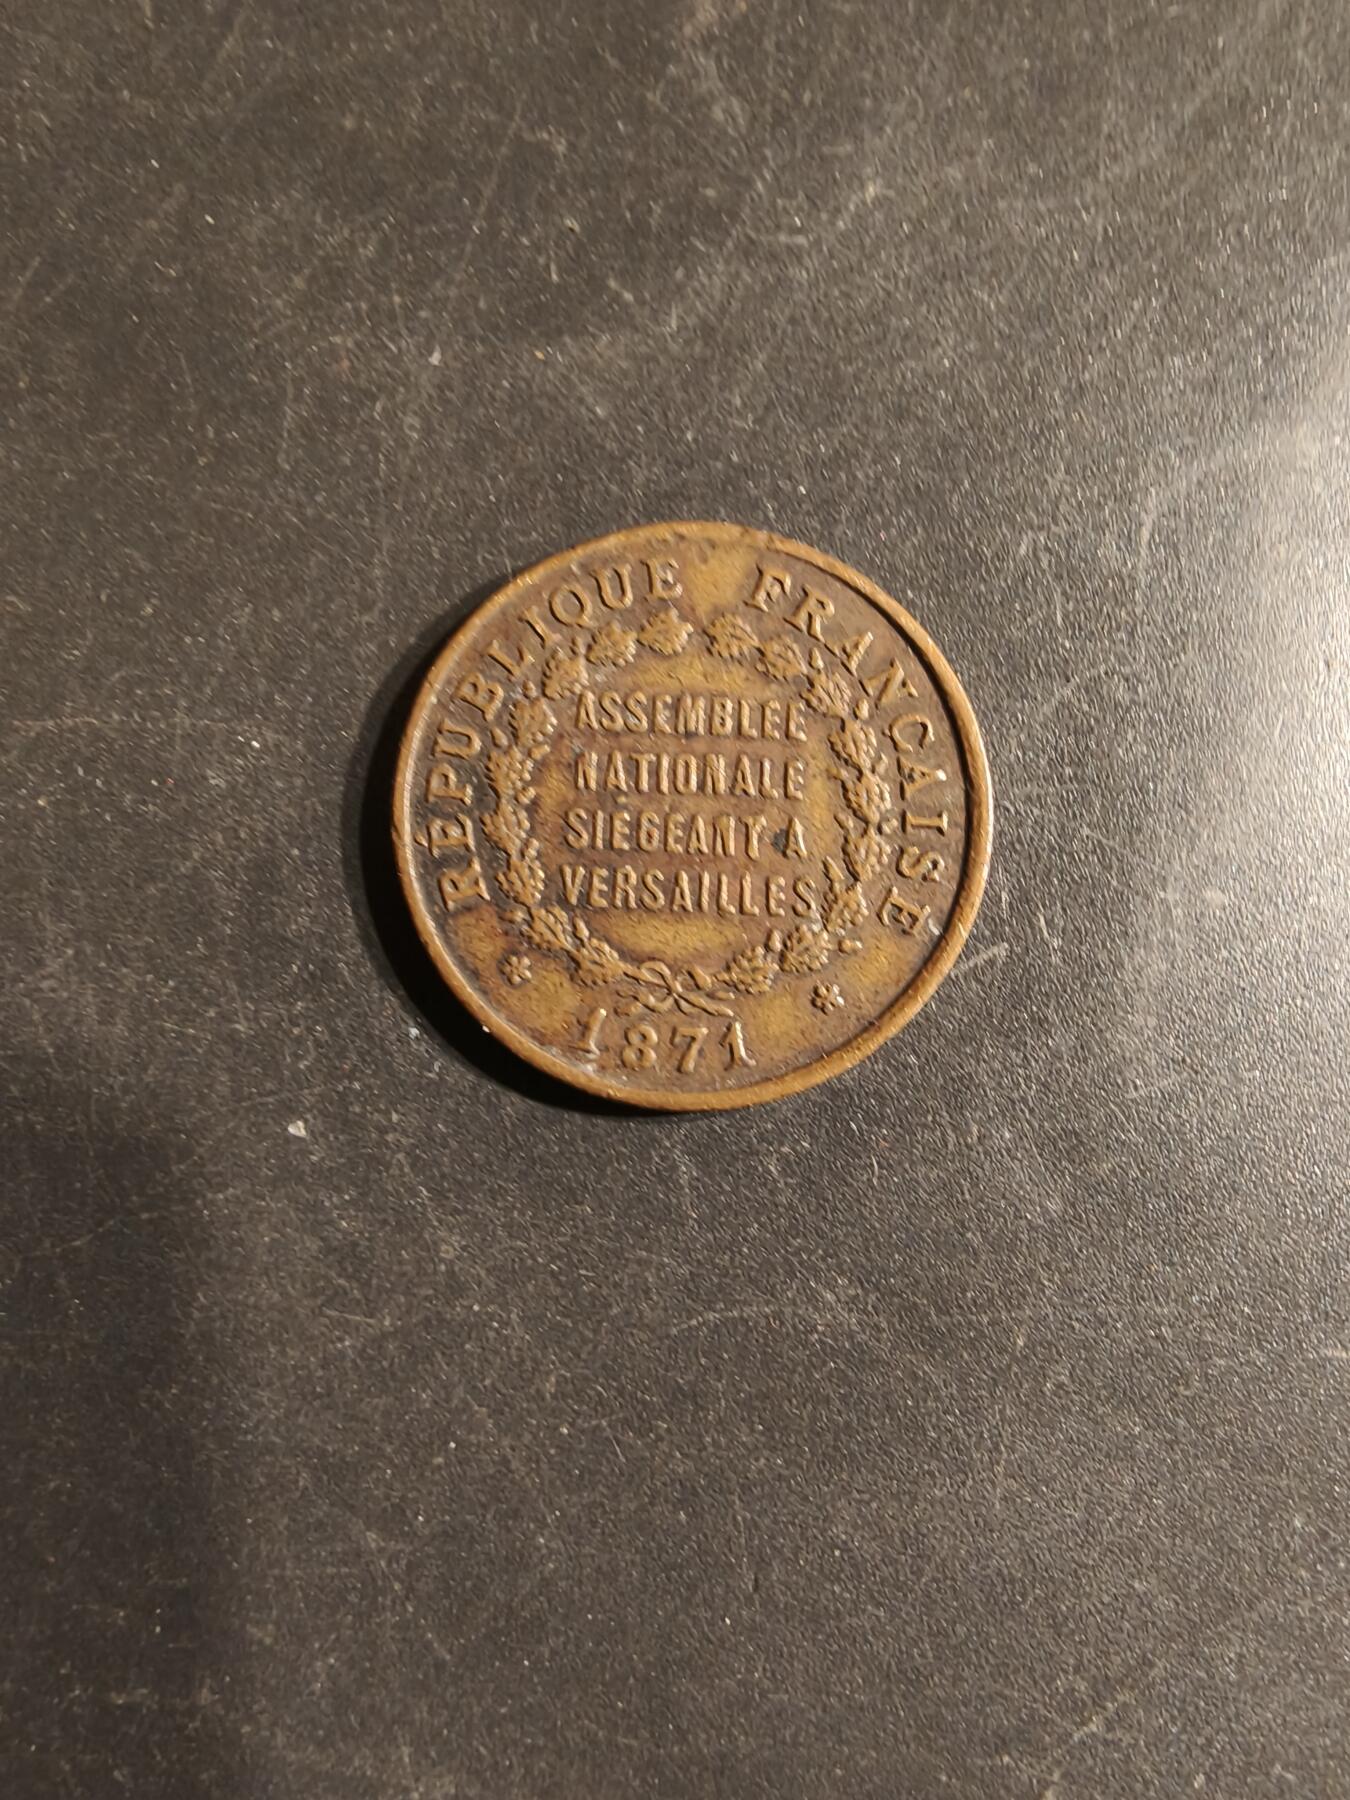 RÉPUBLIQUE FRANÇAISE
ASSEMBLÉE
NATIONALE
SIÉGEANT A
VERSAILLES
1871